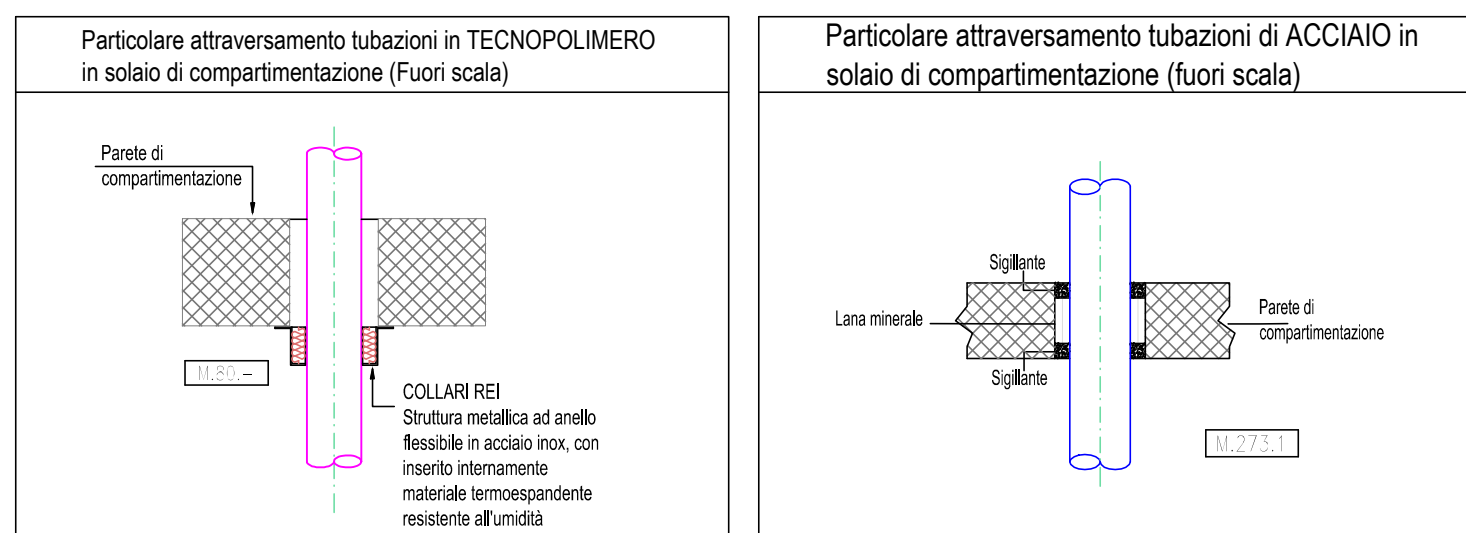 Particolare attraversamento tubazioni in TECNOPOLIMERO
in solaio di compartimentazione (Fuori scala)
Parete di
compartimentazione
M.80.-
COLLARI REI
Struttura metallica ad anello
flessibile in acciaio inox, con
inserito internamente
materiale termoespandente
resistente all'umidità
Particolare attraversamento tubazioni di ACCIAIO in
solaio di compartimentazione (fuori scala)
Sigillante
Lana minerale
Sigillante
Parete di
compartimentazione
M.273.1